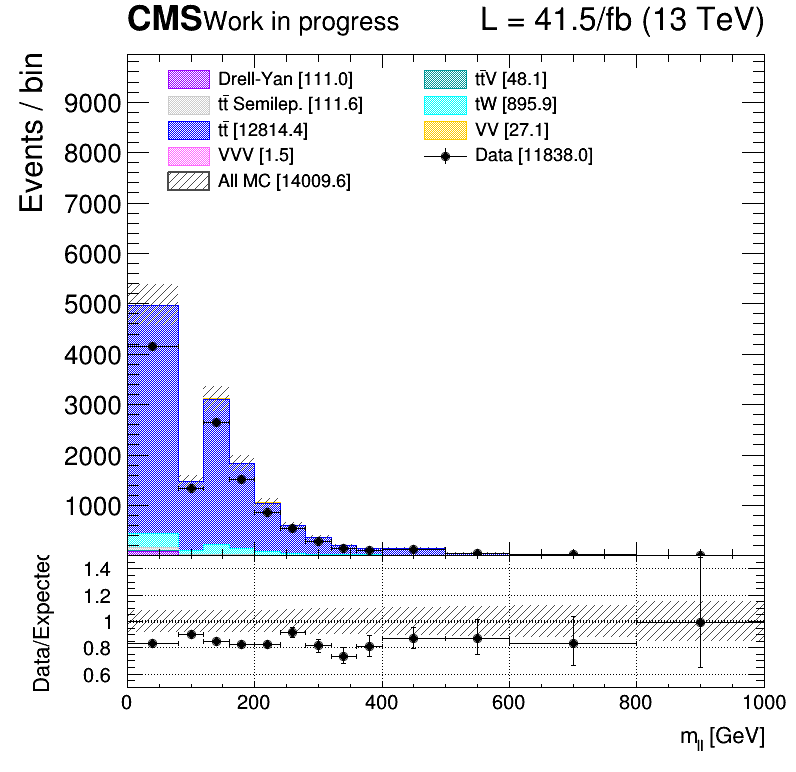 CMS Work in progress L = 41.5/fb (13 TeV)
Events / bin
Drell-Yan [111.0]
tt̄ Semilep. [111.6]
tt̄ [12814.4]
VVV [1.5]
All MC [14009.6]
tt̄V [48.1]
tW [895.9]
VV [27.1]
Data [11838.0]
9000
8000
7000
6000
5000
4000
3000
2000
1000
Data/Expected
1.4
1.2
1
0.8
0.6
0 200 400 600 800 1000
m_ll [GeV]